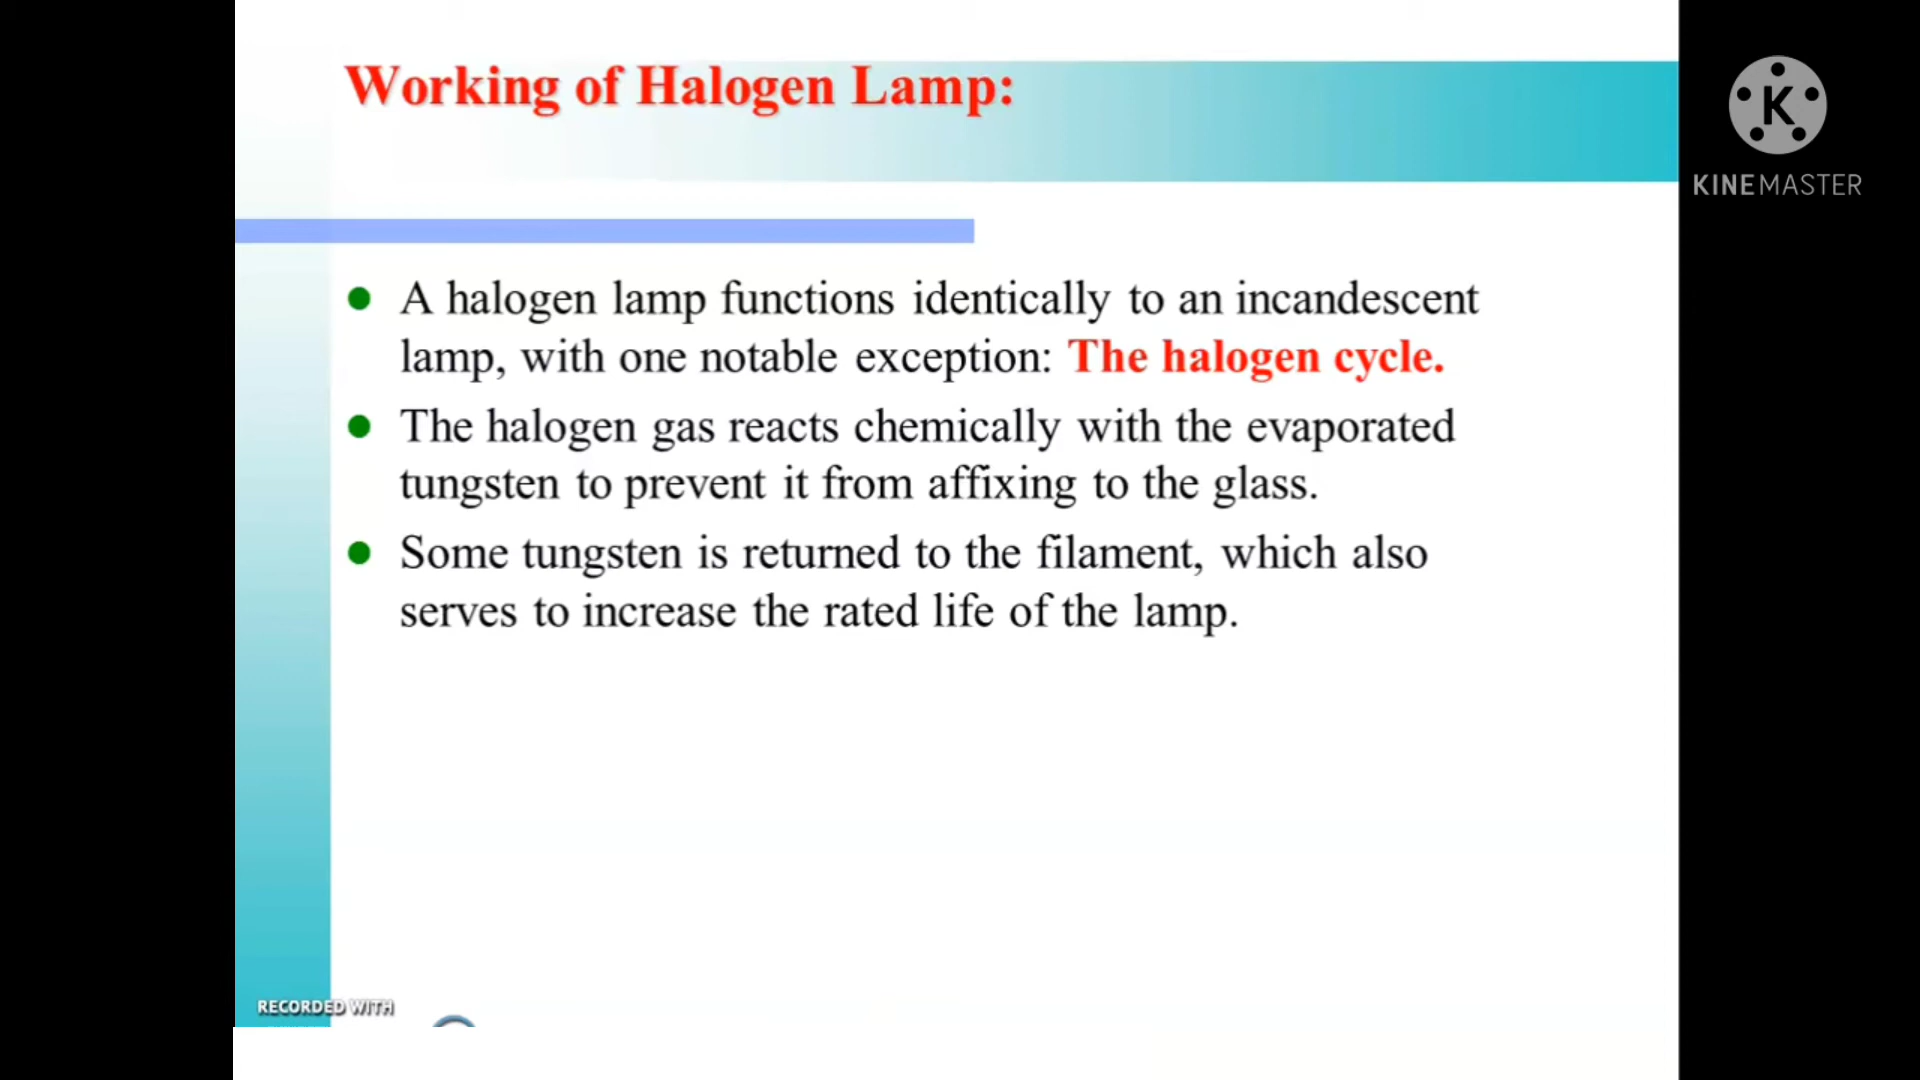 Working of Halogen Lamp:
K
KINEMASTER
A halogen lamp functions identically to an incandescent
lamp, with one notable exception: The halogen cycle.
The halogen gas reacts chemically with the evaporated
tungsten to prevent it from affixing to the glass.
Some tungsten is returned to the filament, which also
serves to increase the rated life of the lamp.
RECORDED WITH